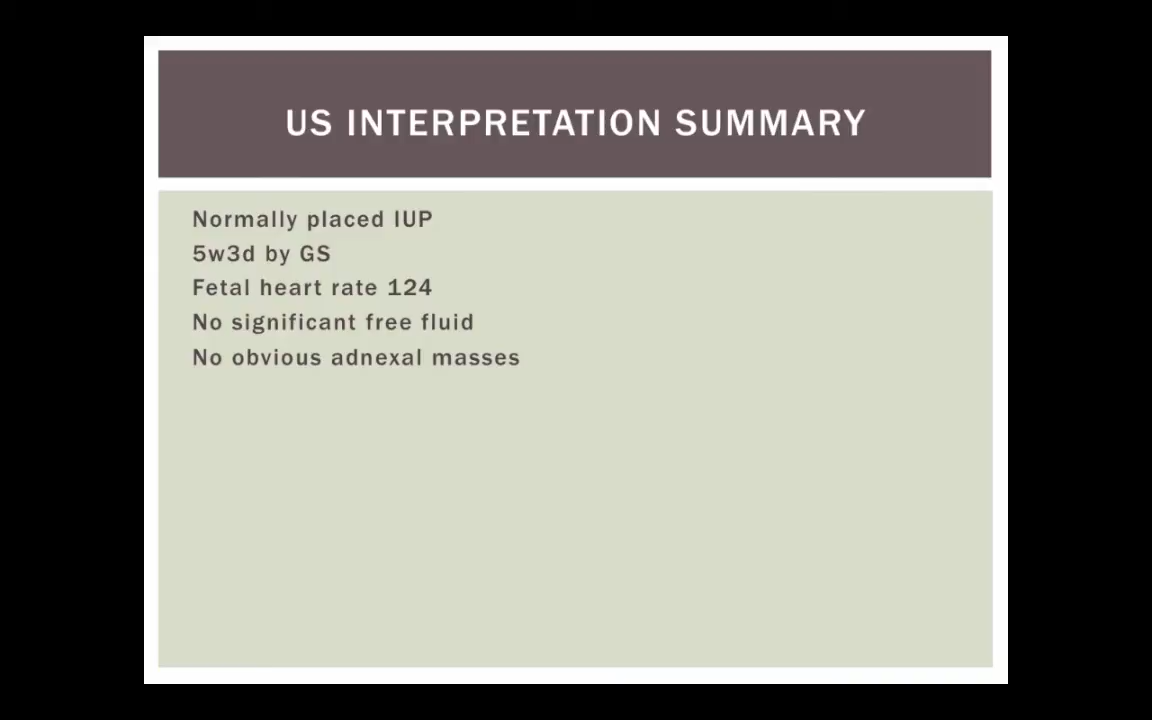 US INTERPRETATION SUMMARY
Normally placed IUP
5w3d by GS
Fetal heart rate 124
No significant free fluid
No obvious adnexal masses